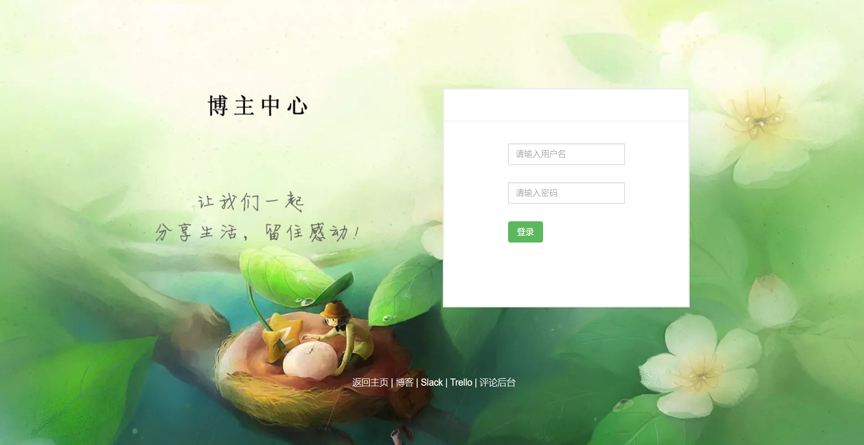 博主中心
请输入用户名
让我们一起
分享生活，留住感动！
请输入密码
登录
返回主页 | 博客 | Slack | Trello | 评论后台